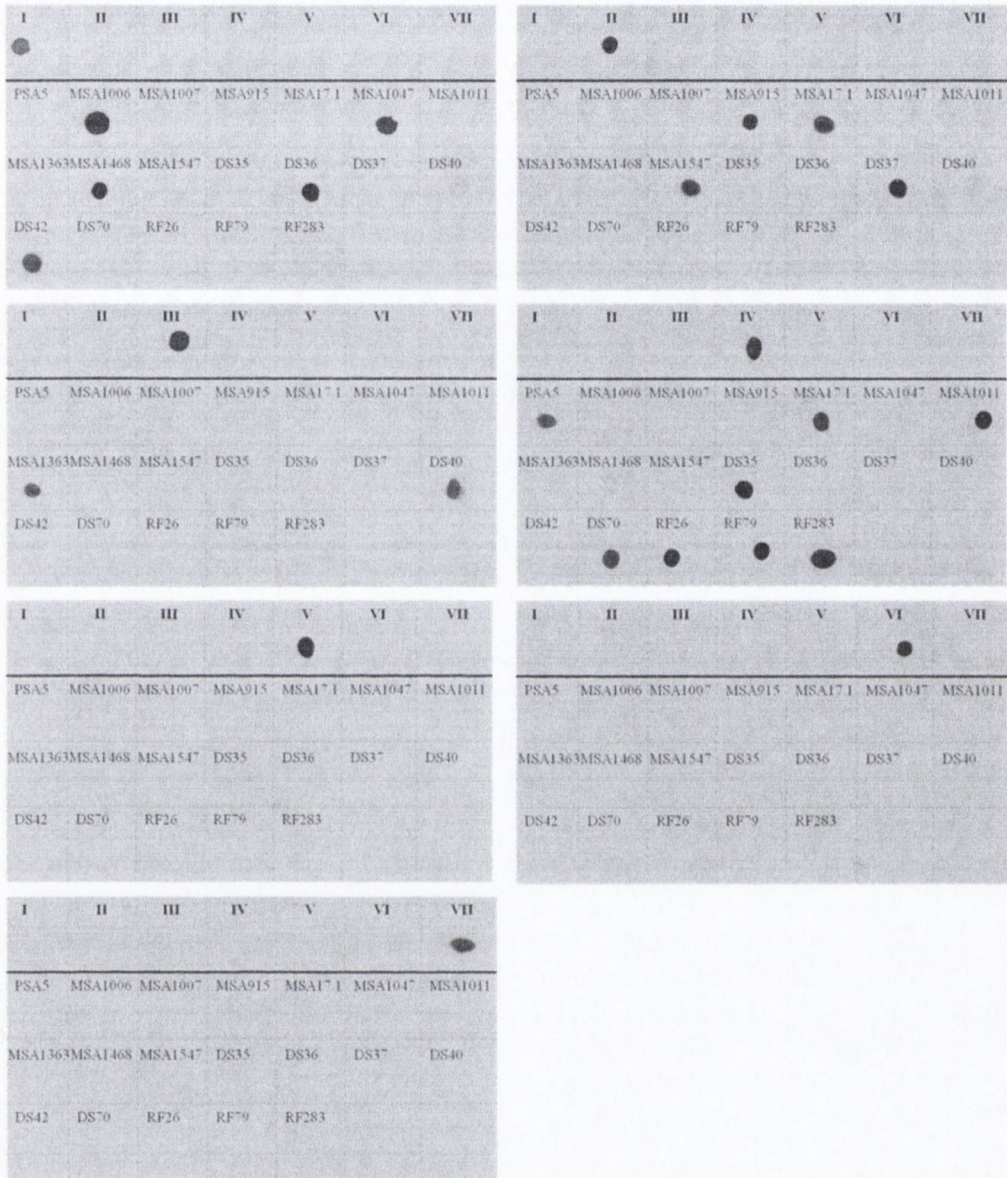 I II III IV V VI VII
PSA5 MSA1006 MSA1007 MSA915 MSA17.1 MSA1047 MSA1011
MSA1363 MSA1468 MSA1547 DS35 DS36 DS37 DS40
DS42 DS70 RF26 RF79 RF283
I II III IV V VI VII
PSA5 MSA1006 MSA1007 MSA915 MSA17.1 MSA1047 MSA1011
MSA1363 MSA1468 MSA1547 DS35 DS36 DS37 DS40
DS42 DS70 RF26 RF79 RF283
I II III IV V VI VII
PSA5 MSA1006 MSA1007 MSA915 MSA17.1 MSA1047 MSA1011
MSA1363 MSA1468 MSA1547 DS35 DS36 DS37 DS40
DS42 DS70 RF26 RF79 RF283
I II III IV V VI VII
PSA5 MSA1006 MSA1007 MSA915 MSA17.1 MSA1047 MSA1011
MSA1363 MSA1468 MSA1547 DS35 DS36 DS37 DS40
DS42 DS70 RF26 RF79 RF283
I II III IV V VI VII
PSA5 MSA1006 MSA1007 MSA915 MSA17.1 MSA1047 MSA1011
MSA1363 MSA1468 MSA1547 DS35 DS36 DS37 DS40
DS42 DS70 RF26 RF79 RF283
I II III IV V VI VII
PSA5 MSA1006 MSA1007 MSA915 MSA17.1 MSA1047 MSA1011
MSA1363 MSA1468 MSA1547 DS35 DS36 DS37 DS40
DS42 DS70 RF26 RF79 RF283
I II III IV V VI VII
PSA5 MSA1006 MSA1007 MSA915 MSA17.1 MSA1047 MSA1011
MSA1363 MSA1468 MSA1547 DS35 DS36 DS37 DS40
DS42 DS70 RF26 RF79 RF283